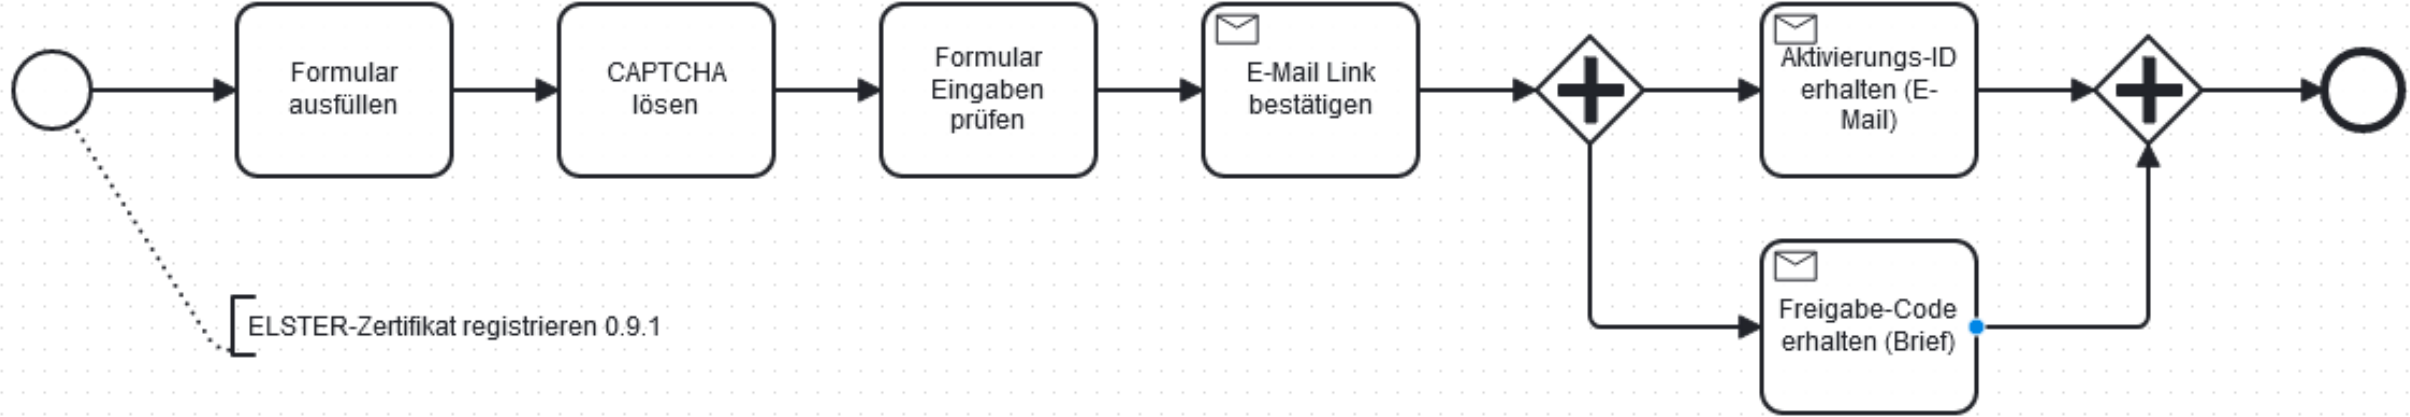 Formular
ausfüllen
CAPTCHA
lösen
Formular
Eingaben
prüfen
E-Mail Link
bestätigen
Aktivierungs-ID
erhalten (E-
Mail)
Freigabe-Code
erhalten (Brief)
ELSTER-Zertifikat registrieren 0.9.1